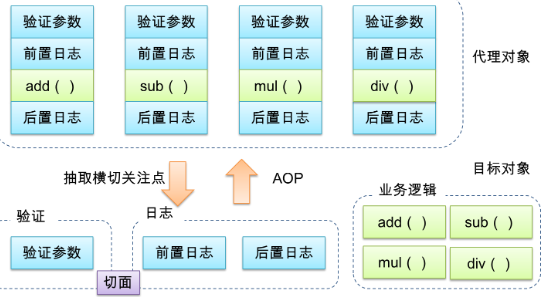 验证参数 验证参数 验证参数 验证参数
前置日志 前置日志 前置日志 前置日志
代理对象
add（ ） sub（ ） mul（ ） div（ ）
后置日志 后置日志 后置日志 后置日志
抽取横切关注点
AOP
目标对象
业务逻辑
验证
日志
add（ ） sub（ ）
验证参数
前置日志 后置日志
mul（ ） div（ ）
切面